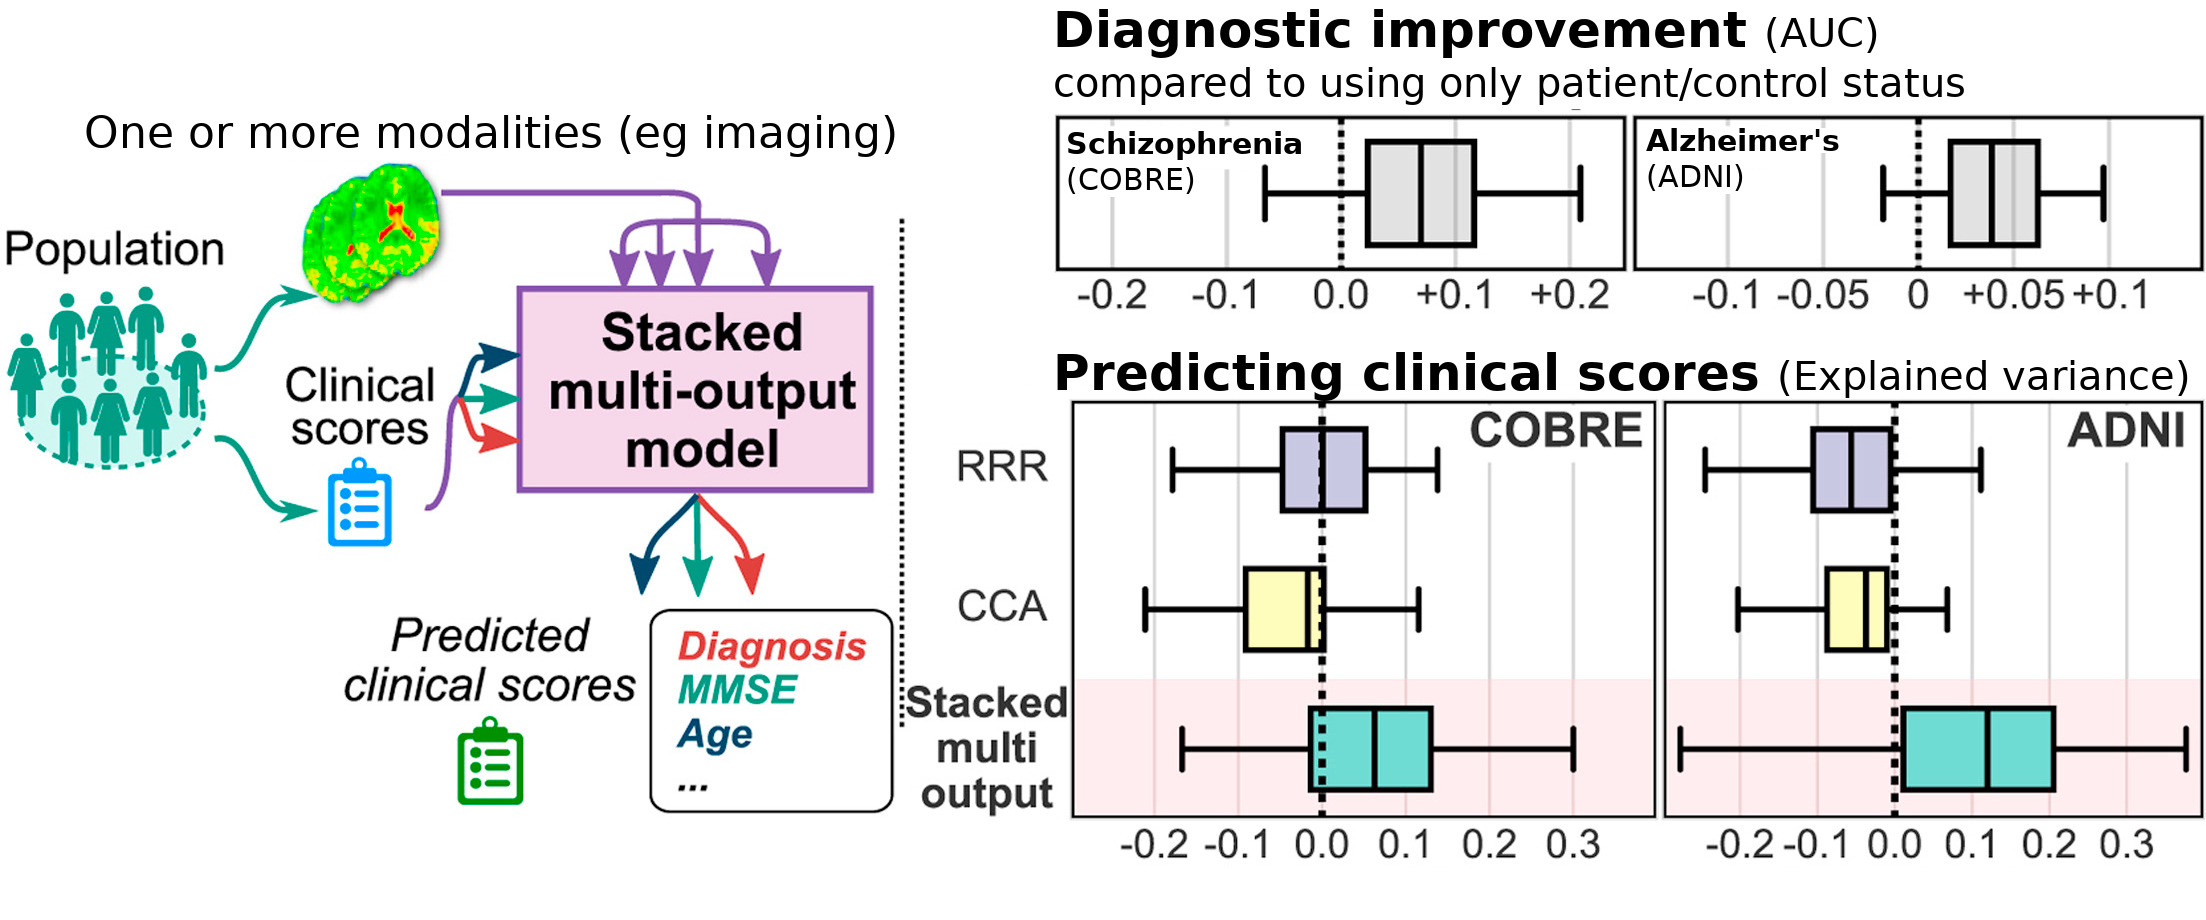 One or more modalities (eg imaging)
Population
Clinical
scores
Stacked
multi-output
model
Predicted
clinical scores
Diagnosis
MMSE
Age
...
Diagnostic improvement (AUC)
compared to using only patient/control status
Schizophrenia
(COBRE)
-0.2 -0.1 0.0 +0.1 +0.2
Alzheimer's
(ADNI)
-0.1 -0.05 0 +0.05 +0.1
Predicting clinical scores (Explained variance)
COBRE
ADNI
RRR
CCA
Stacked
multi
output
-0.2 -0.1 0.0 0.1 0.2 0.3
-0.2 -0.1 0.0 0.1 0.2 0.3